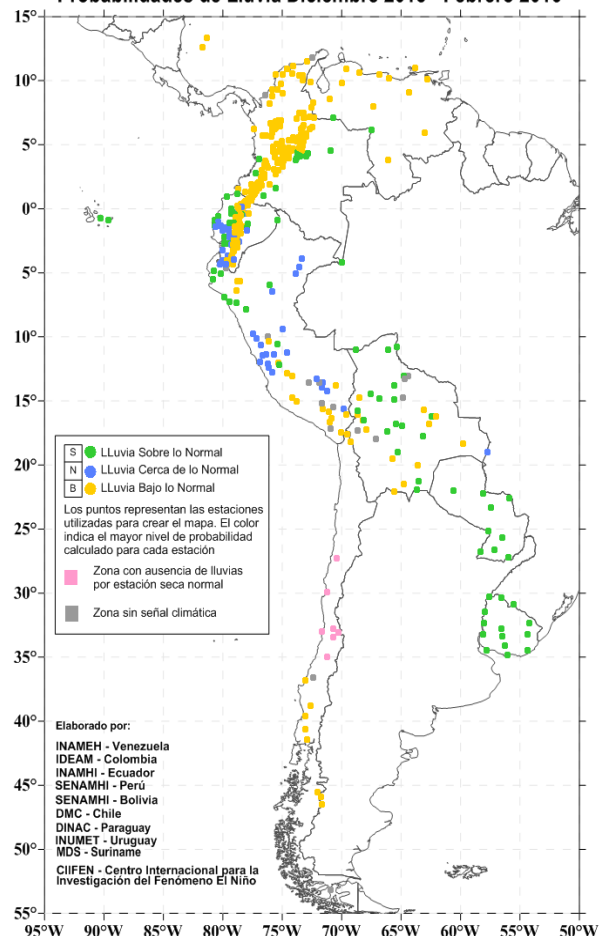 Probabilidades de Lluvia Diciembre - Febrero
15°
10°
5°
0°
5°
10°
15°
20°
25°
30°
35°
40°
45°
50°
55°
S LLuvia Sobre lo Normal
N LLuvia Cerca de lo Normal
B LLuvia Bajo lo Normal
Los puntos representan las estaciones
utilizadas para crear el mapa. El color
indica el mayor nivel de probabilidad
calculado para cada estación
Zona con ausencia de lluvias
por estación seca normal
Zona sin señal climática
Elaborado por:
INAMEH - Venezuela
IDEAM - Colombia
INAMHI - Ecuador
SENAMHI - Perú
SENAMHI - Bolivia
DMC - Chile
DINAC - Paraguay
INUMET - Uruguay
MDS - Suriname
CIIFEN - Centro Internacional para la
Investigación del Fenómeno El Niño
95°W 90°W 85°W 80°W 75°W 70°W 65°W 60°W 55°W 50°W